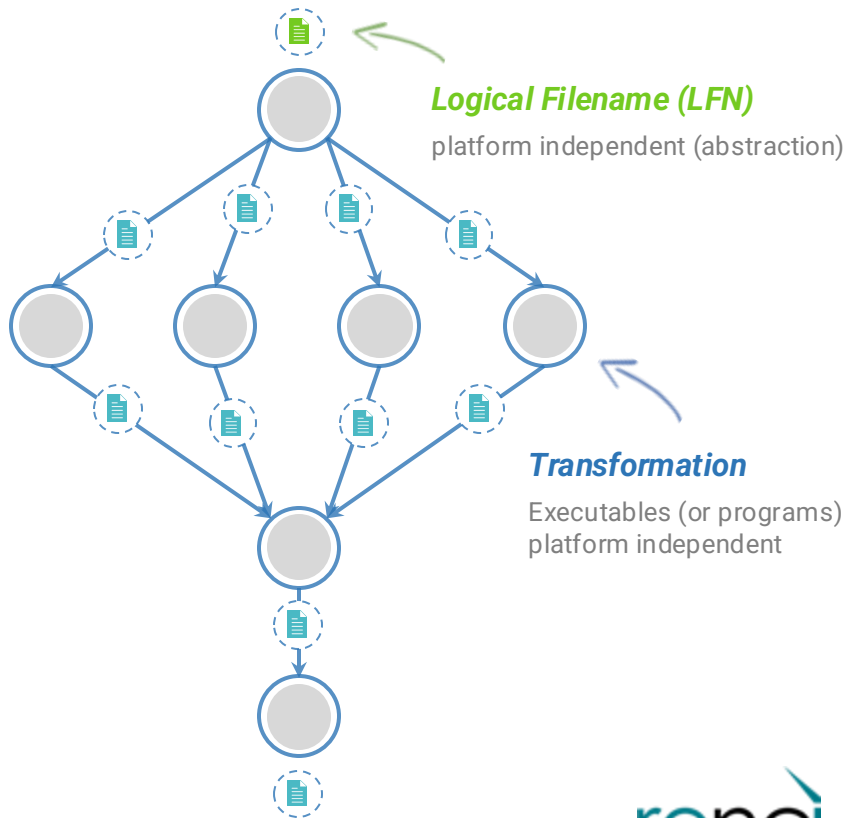 Logical Filename (LFN)
platform independent (abstraction)
Transformation
Executables (or programs)
platform independent